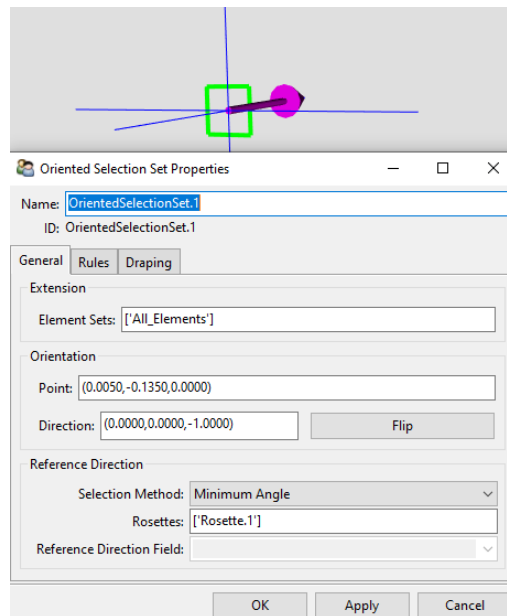 Oriented Selection Set Properties
Name: OrientedSelectionSet.1
ID: OrientedSelectionSet.1
General Rules Draping
Extension
Element Sets: ['All_Elements']
Orientation
Point: (0.0050,-0.1350,0.0000)
Direction: (0.0000,0.0000,-1.0000) Flip
Reference Direction
Selection Method: Minimum Angle
Rosettes: ['Rosette.1']
Reference Direction Field:
OK Apply Cancel